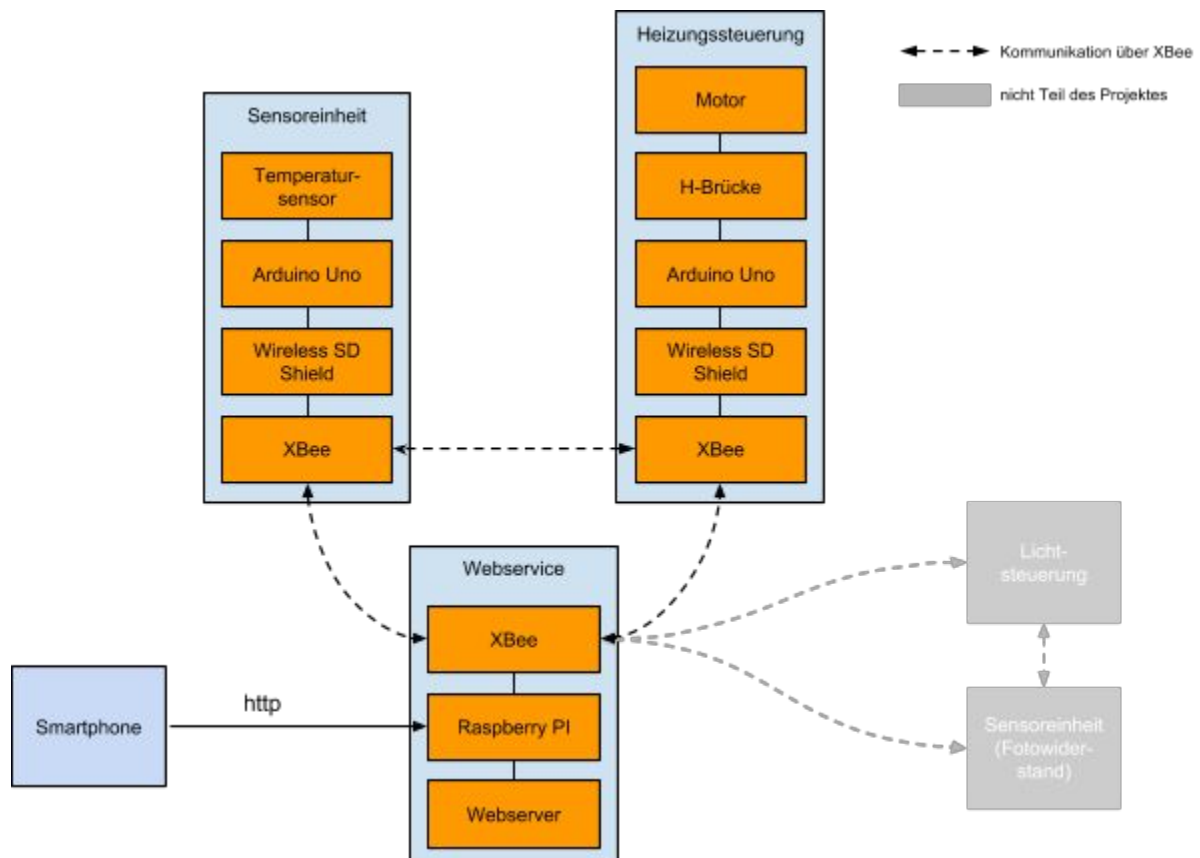 Heizungssteuerung
Motor
H-Brücke
Arduino Uno
Wireless SD
Shield
XBee
Kommunikation über XBee
nicht Teil des Projektes
Sensoreinheit
Temperatur-
sensor
Arduino Uno
Wireless SD
Shield
XBee
Webservice
XBee
Raspberry PI
Webserver
Smartphone
http
Licht-
steuerung
Sensoreinheit
(Fotowider-
stand)